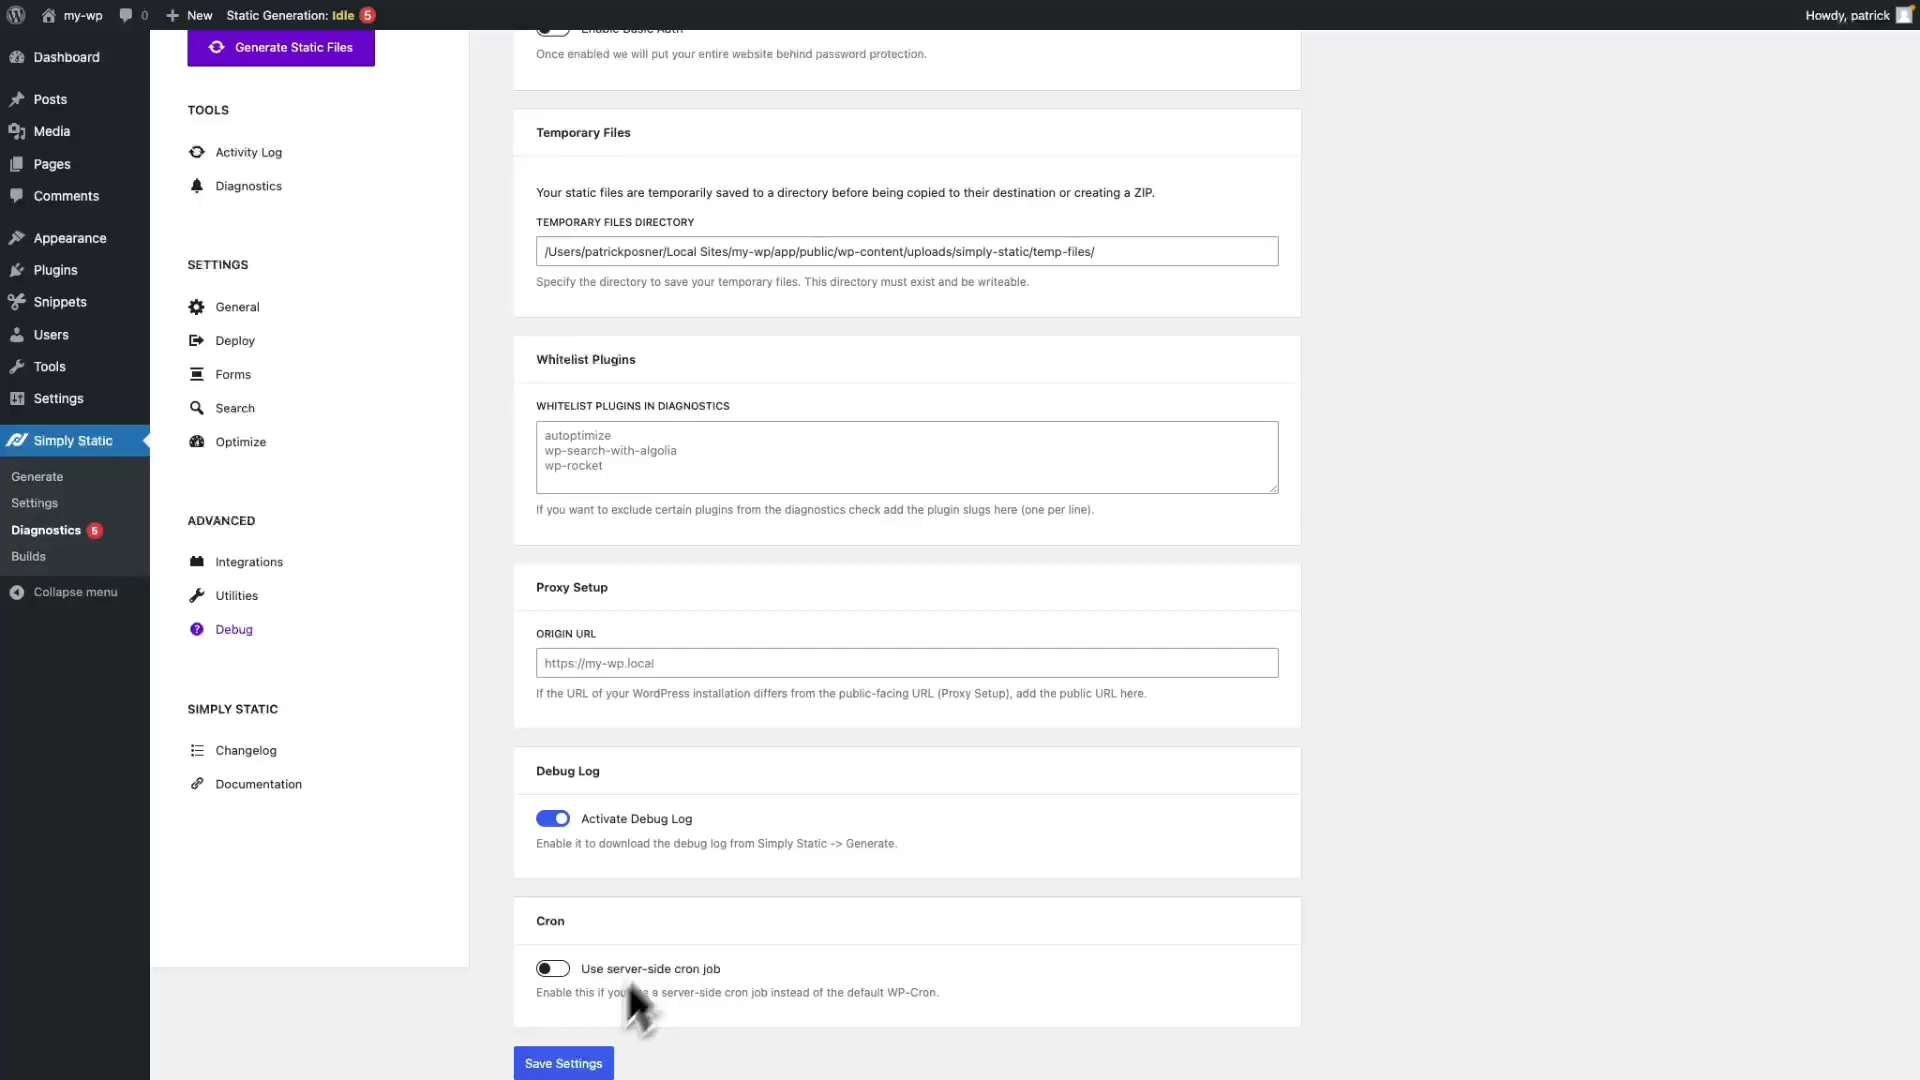 my-wp
0
New
Static Generation: Idle
5
Howdy, patrick
Dashboard
Posts
Media
Pages
Comments
Appearance
Plugins
Snippets
Users
Tools
Settings
Simply Static
Generate
Settings
Diagnostics 5
Builds
Collapse menu
Generate Static Files
TOOLS
Activity Log
Diagnostics
SETTINGS
General
Deploy
Forms
Search
Optimize
ADVANCED
Integrations
Utilities
Debug
SIMPLY STATIC
Changelog
Documentation
Enable Basic Auth
Once enabled we will put your entire website behind password protection.
Temporary Files
Your static files are temporarily saved to a directory before being copied to their destination or creating a ZIP.
TEMPORARY FILES DIRECTORY
/Users/patrickposner/Local Sites/my-wp/app/public/wp-content/uploads/simply-static/temp-files/
Specify the directory to save your temporary files. This directory must exist and be writeable.
Whitelist Plugins
WHITELIST PLUGINS IN DIAGNOSTICS
autoptimize
wp-search-with-algolia
wp-rocket
If you want to exclude certain plugins from the diagnostics check add the plugin slugs here (one per line).
Proxy Setup
ORIGIN URL
https://my-wp.local
If the URL of your WordPress installation differs from the public-facing URL (Proxy Setup), add the public URL here.
Debug Log
Activate Debug Log
Enable it to download the debug log from Simply Static -> Generate.
Cron
Use server-side cron job
Enable this if you a server-side cron job instead of the default WP-Cron.
Save Settings